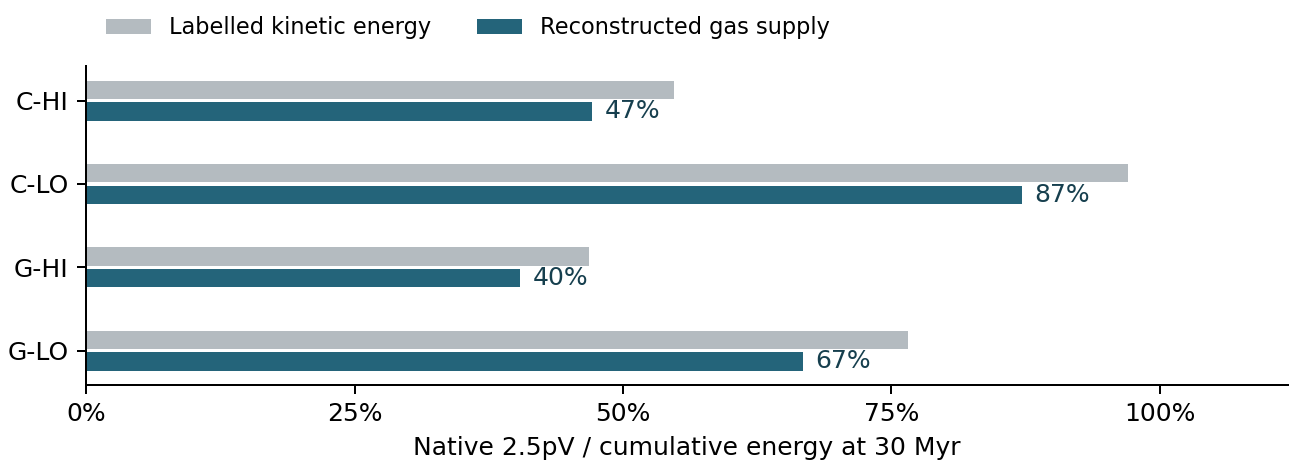 Labelled kinetic energy Reconstructed gas supply
C-HI 47%
C-LO 87%
G-HI 40%
G-LO 67%
0% 25% 50% 75% 100%
Native 2.5pV / cumulative energy at 30 Myr